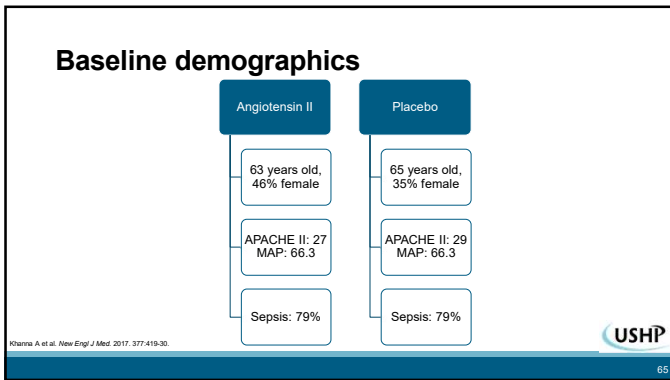 Baseline demographics
Angiotensin II
63 years old,
46% female
APACHE II: 27
MAP: 66.3
Sepsis: 79%
Placebo
65 years old,
35% female
APACHE II: 29
MAP: 66.3
Sepsis: 79%
Khanna A et al. New Engl J Med. 2017. 377:419-30.
USHP
65